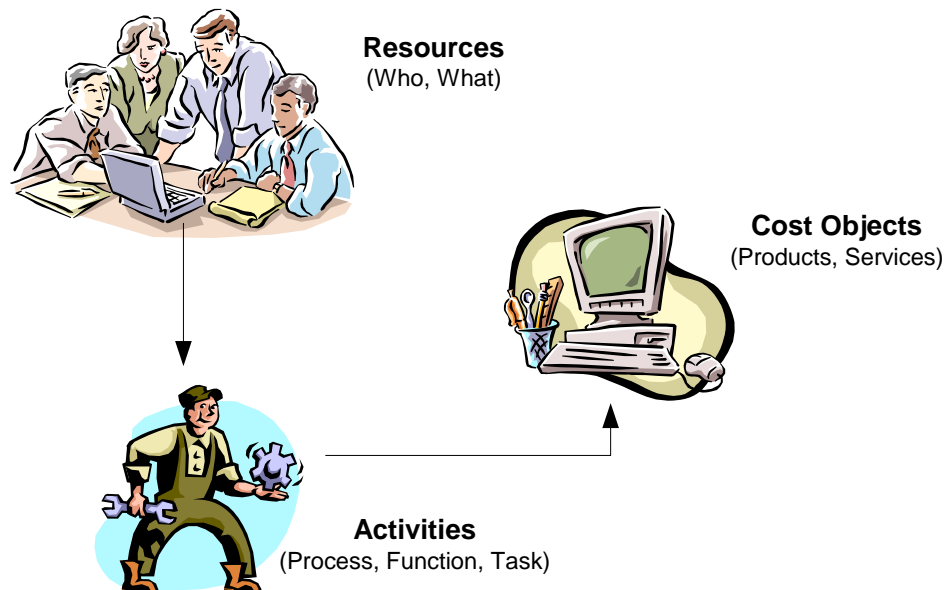 Resources
(Who, What)
Cost Objects
(Products, Services)
Activities
(Process, Function, Task)